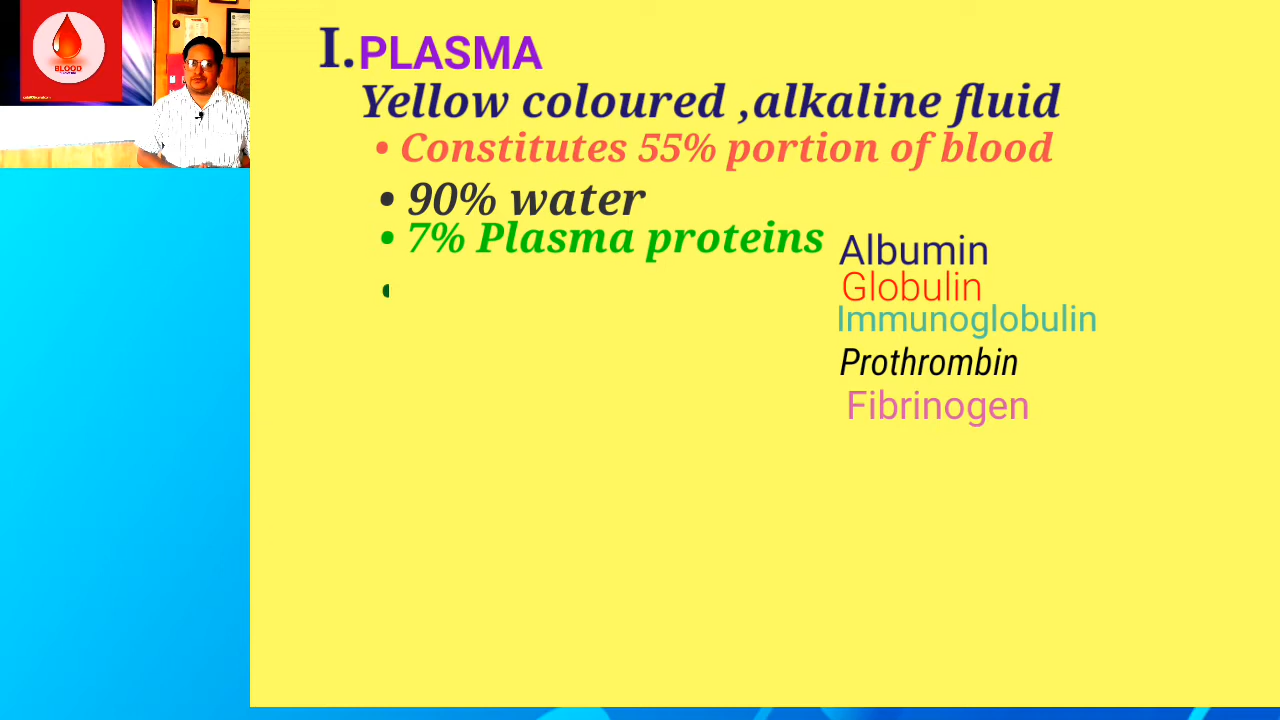 BLOOD
I. PLASMA
Yellow coloured ,alkaline fluid
• Constitutes 55% portion of blood
• 90% water
• 7% Plasma proteins
Albumin
Globulin
Immunoglobulin
Prothrombin
Fibrinogen